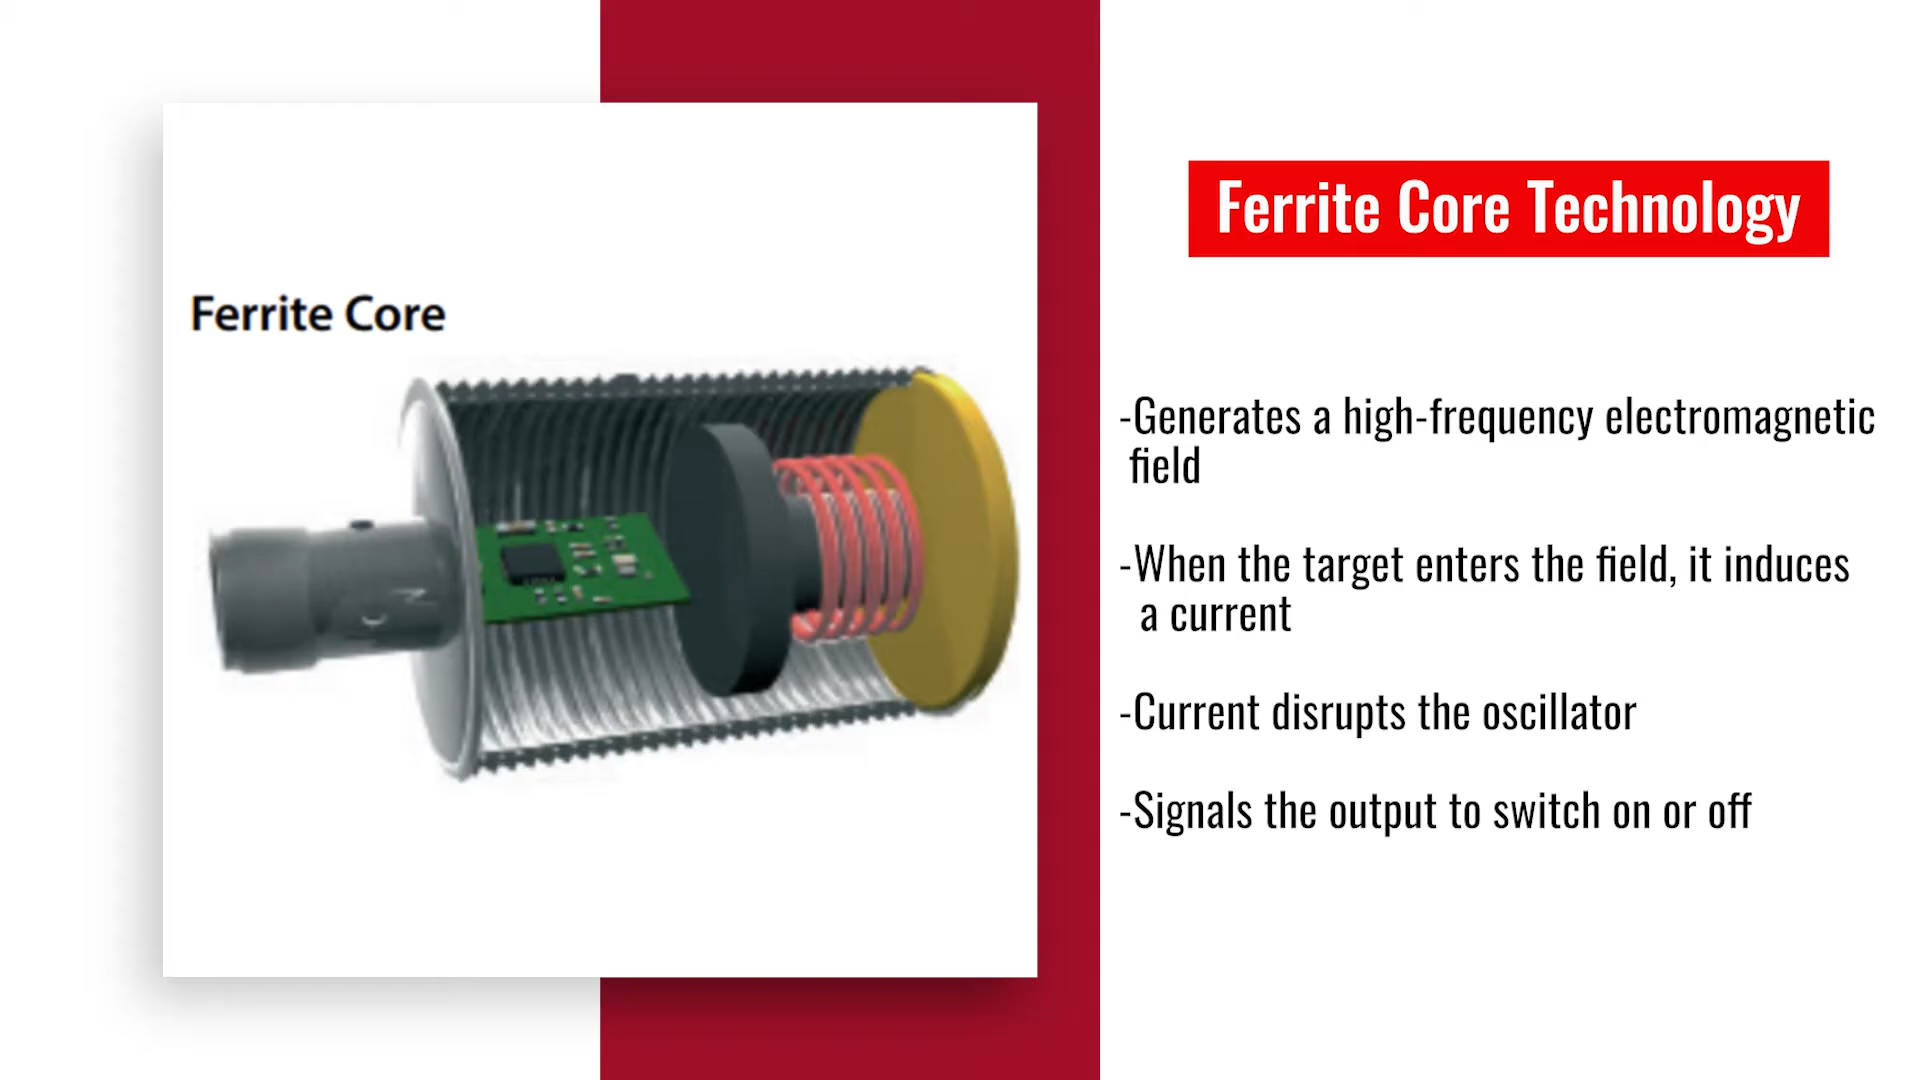 Ferrite Core Technology
Ferrite Core
-Generates a high-frequency electromagnetic
field
-When the target enters the field, it induces
a current
-Current disrupts the oscillator
-Signals the output to switch on or off